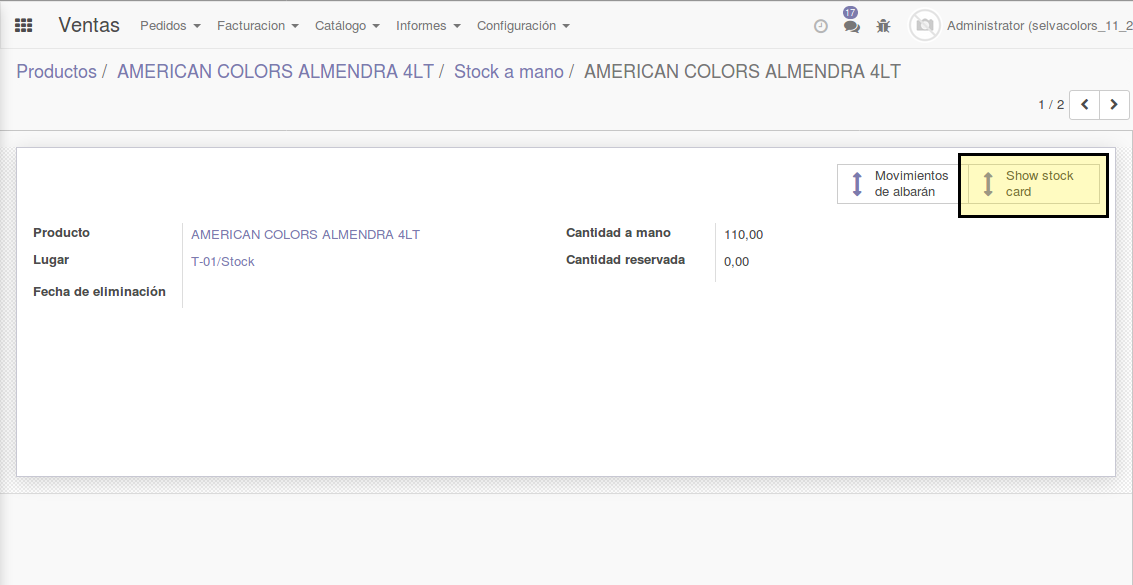 Ventas Pedidos Facturacion Catálogo Informes Configuración 17 Administrator (selvacolors_11_2
Productos / AMERICAN COLORS ALMENDRA 4LT / Stock a mano / AMERICAN COLORS ALMENDRA 4LT
1 / 2
Movimientos
de albarán
Show stock
card
Producto AMERICAN COLORS ALMENDRA 4LT
Lugar T-01/Stock
Fecha de eliminación
Cantidad a mano 110,00
Cantidad reservada 0,00